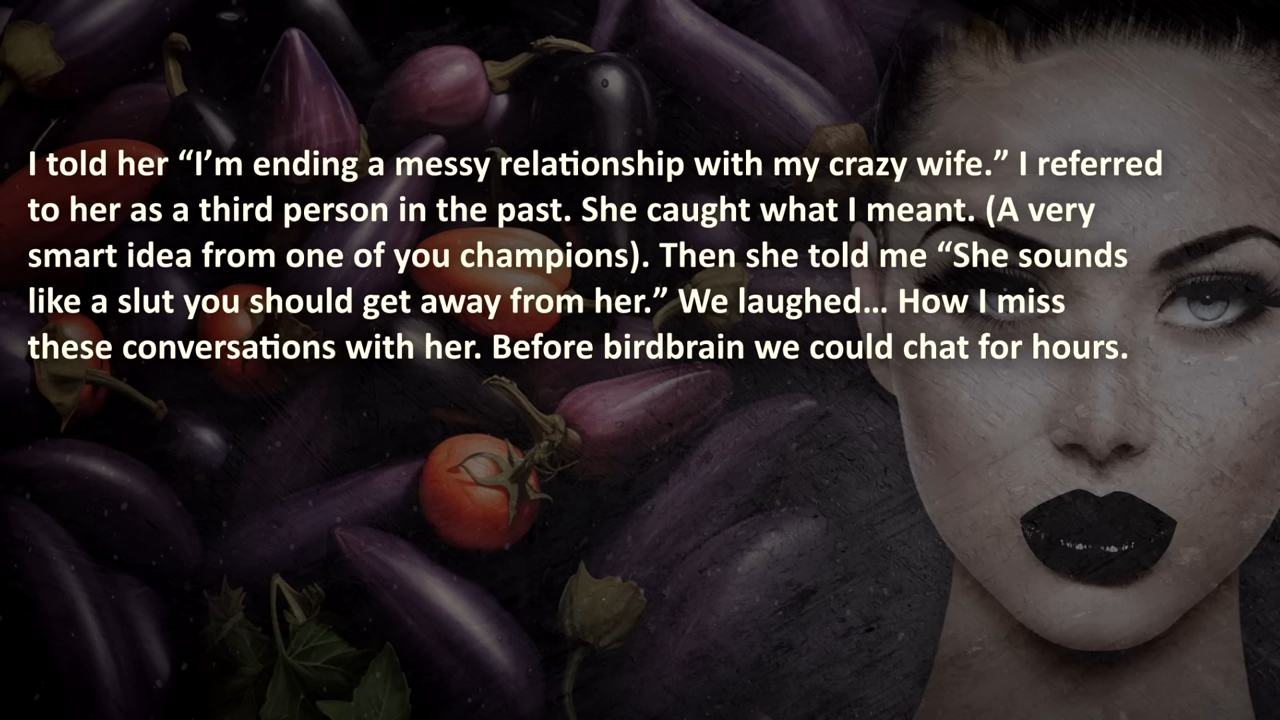 I told her “I’m ending a messy relationship with my crazy wife.” I referred
to her as a third person in the past. She caught what I meant. (A very
smart idea from one of you champions). Then she told me “She sounds
like a slut you should get away from her.” We laughed... How I miss
these conversations with her. Before birdbrain we could chat for hours.